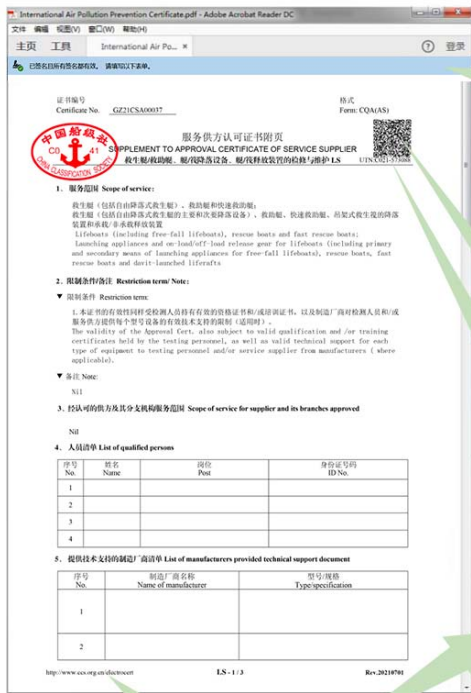 International Air Pollution Prevention Certificate.pdf - Adobe Acrobat Reader DC
文件 编辑 视图(V) 窗口(W) 帮助(H)
主页 工具 International Air Po... × ? 登录
已签名且所有签名都有效。 请填写以下表单。
证书编号 格式
Certificate No. GZ21CSA00037 Form: CQA(AS)
中国船级社
C0 41
CHINA CLASSIFICATION SOCIETY
服务供方认可证书附页
SUPPLEMENT TO APPROVAL CERTIFICATE OF SERVICE SUPPLIER
救生艇/救助艇、艇/筏降落设备、艇/筏释放装置的检修与维护 LS
1. 服务范围 Scope of service:
救生艇（包括自由降落式救生艇）、救助艇和快速救助艇;
救生艇（包括自由降落式救生艇的主要和次要降落设备）、救助艇、快速救助艇、吊架式救生筏的降落
装置和承载/非承载释放装置
Lifeboats (including free-fall lifeboats), rescue boats and fast rescue boats;
Launching appliances and on-load/off-load release gear for lifeboats (including primary
and secondary means of launching appliances for free-fall lifeboats), rescue boats, fast
rescue boats and davit-launched liferafts
2. 限制条件/备注 Restriction term/ Note:
▼ 限制条件 Restriction term:
1.本证书的有效性同样受检测人员持有有效的资格证书和/或培训证书，以及制造厂商对检测人员和/或
服务供方提供每个型号设备的有效技术支持的限制（适用时）。
The validity of the Approval Cert. also subject to valid qualification and /or training
certificates held by the testing personnel, as well as valid technical support for each
type of equipment to testing personnel and/or service supplier from manufacturers ( where
applicable).
▼ 备注 Note:
Nil
3. 经认可的供方及其分支机构服务范围 Scope of service for supplier and its branches approved
Nil
4. 人员清单 List of qualified persons
序号 姓名 岗位 身份证号码
No. Name Post ID No.
1
2
3
4
5. 提供技术支持的制造厂商清单 List of manufacturers provided technical support document
序号 制造厂商名称 型号/规格
No. Name of manufacturer Type/specification
1
2
LS - 1 / 3 Rev.20210701